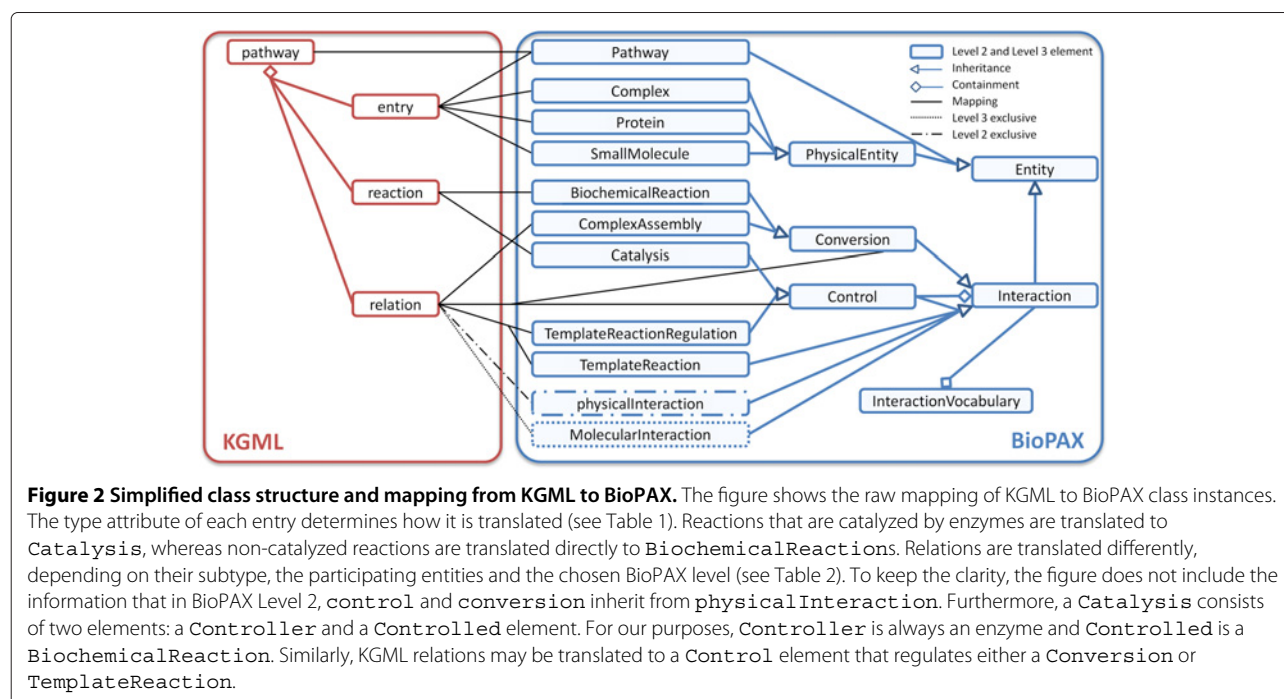 pathway
entry
reaction
relation
KGML
Pathway
Complex
Protein
SmallMolecule
PhysicalEntity
Entity
BiochemicalReaction
ComplexAssembly
Catalysis
Conversion
Control
Interaction
TemplateReactionRegulation
TemplateReaction
physicalInteraction
MolecularInteraction
InteractionVocabulary
BioPAX
Level 2 and Level 3 element
Inheritance
Containment
Mapping
Level 3 exclusive
Level 2 exclusive
Figure 2 Simplified class structure and mapping from KGML to BioPAX. The figure shows the raw mapping of KGML to BioPAX class instances.
The type attribute of each entry determines how it is translated (see Table 1). Reactions that are catalyzed by enzymes are translated to
Catalysis, whereas non-catalyzed reactions are translated directly to BiochemicalReactions. Relations are translated differently,
depending on their subtype, the participating entities and the chosen BioPAX level (see Table 2). To keep the clarity, the figure does not include the
information that in BioPAX Level 2, control and conversion inherit from physicalInteraction. Furthermore, a Catalysis consists
of two elements: a Controller and a Controlled element. For our purposes, Controller is always an enzyme and Controlled is a
BiochemicalReaction. Similarly, KGML relations may be translated to a Control element that regulates either a Conversion or
TemplateReaction.